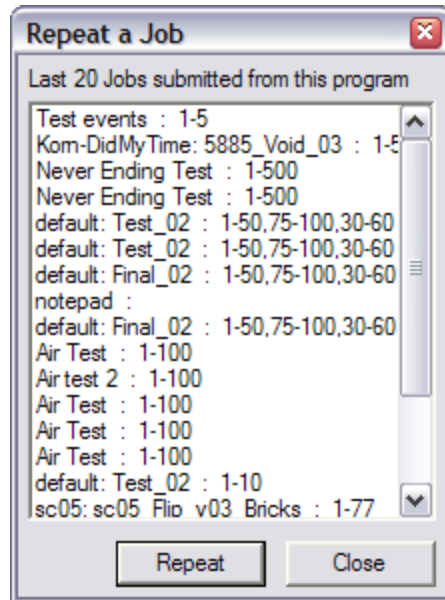 Repeat a Job
Last 20 Jobs submitted from this program
Test events : 1-5
Korn-DidMyTime: 5885_Void_03 : 1-5
Never Ending Test : 1-500
Never Ending Test : 1-500
default: Test_02 : 1-50,75-100,30-60
default: Test_02 : 1-50,75-100,30-60
default: Final_02 : 1-50,75-100,30-60
notepad :
default: Final_02 : 1-50,75-100,30-60
Air Test : 1-100
Air test 2 : 1-100
Air Test : 1-100
Air Test : 1-100
Air Test : 1-100
default: Test_02 : 1-10
sc05: sc05_Flip_v03_Bricks : 1-77
Repeat Close